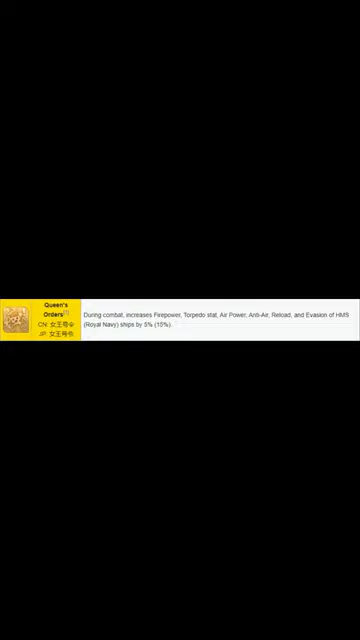 Queen's
Orders[1]
CN: 女王号令
JP: 女王号令
During combat, increases Firepower, Torpedo stat, Air Power, Anti-Air, Reload, and Evasion of HMS
(Royal Navy) ships by 5% (15%).